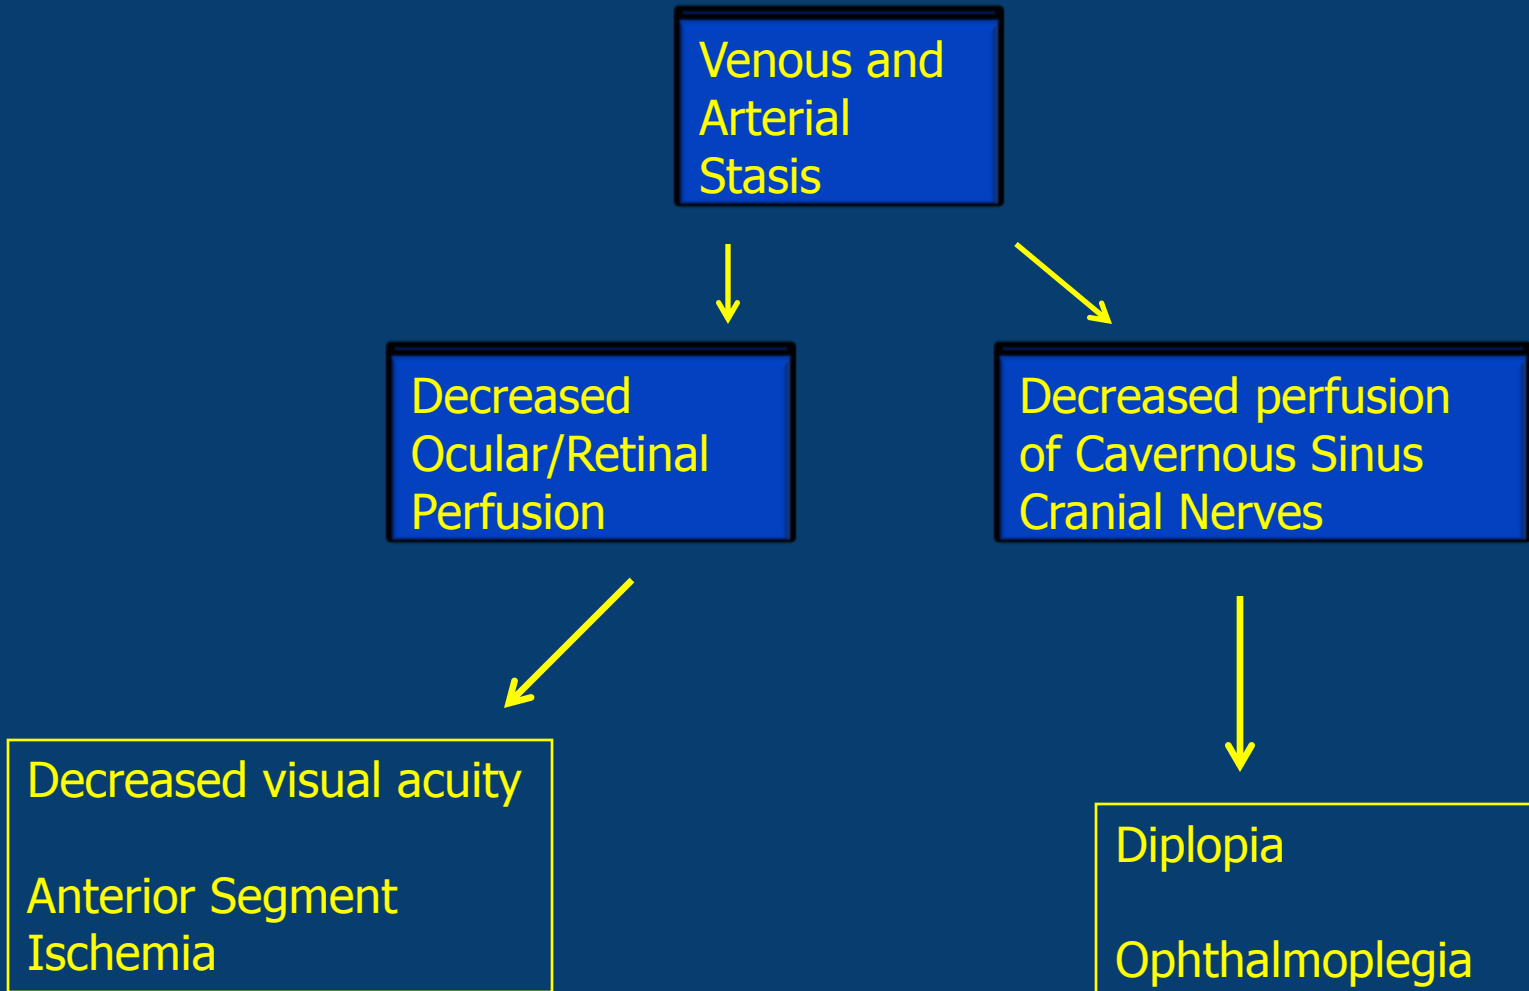 Venous and
Arterial
Stasis
Decreased
Ocular/Retinal
Perfusion
Decreased perfusion
of Cavernous Sinus
Cranial Nerves
Decreased visual acuity
Anterior Segment
Ischemia
Diplopia
Ophthalmoplegia